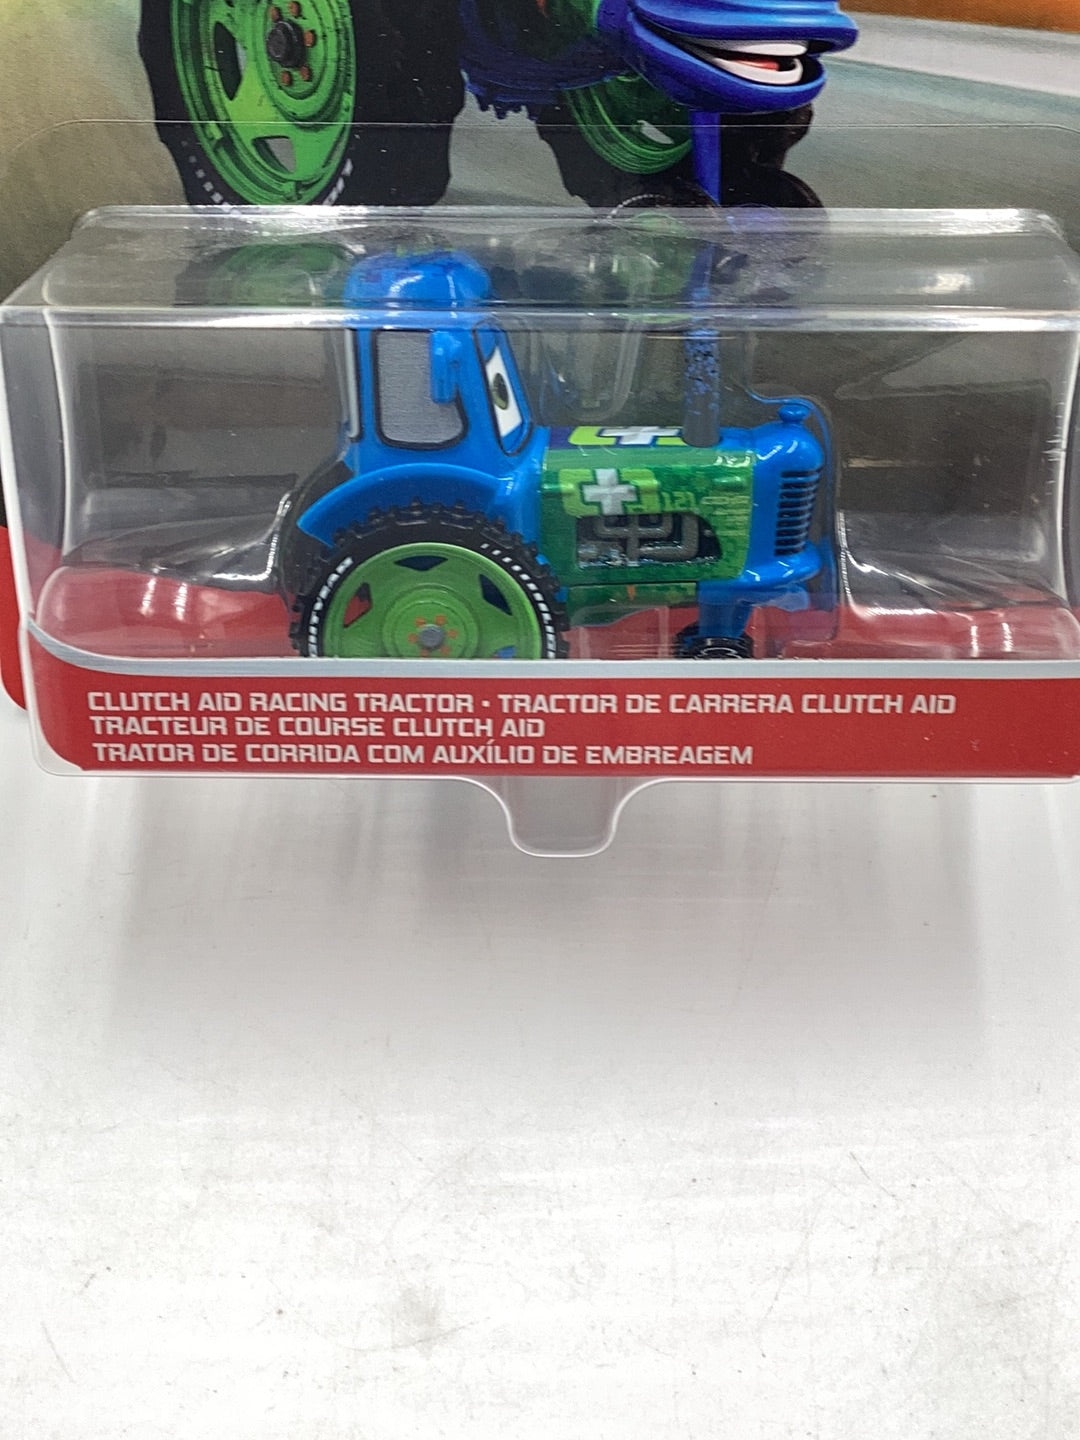 121
CLUTCH AID RACING TRACTOR • TRACTOR DE CARRERA CLUTCH AID
TRACTEUR DE COURSE CLUTCH AID
TRATOR DE CORRIDA COM AUXÍLIO DE EMBREAGEM